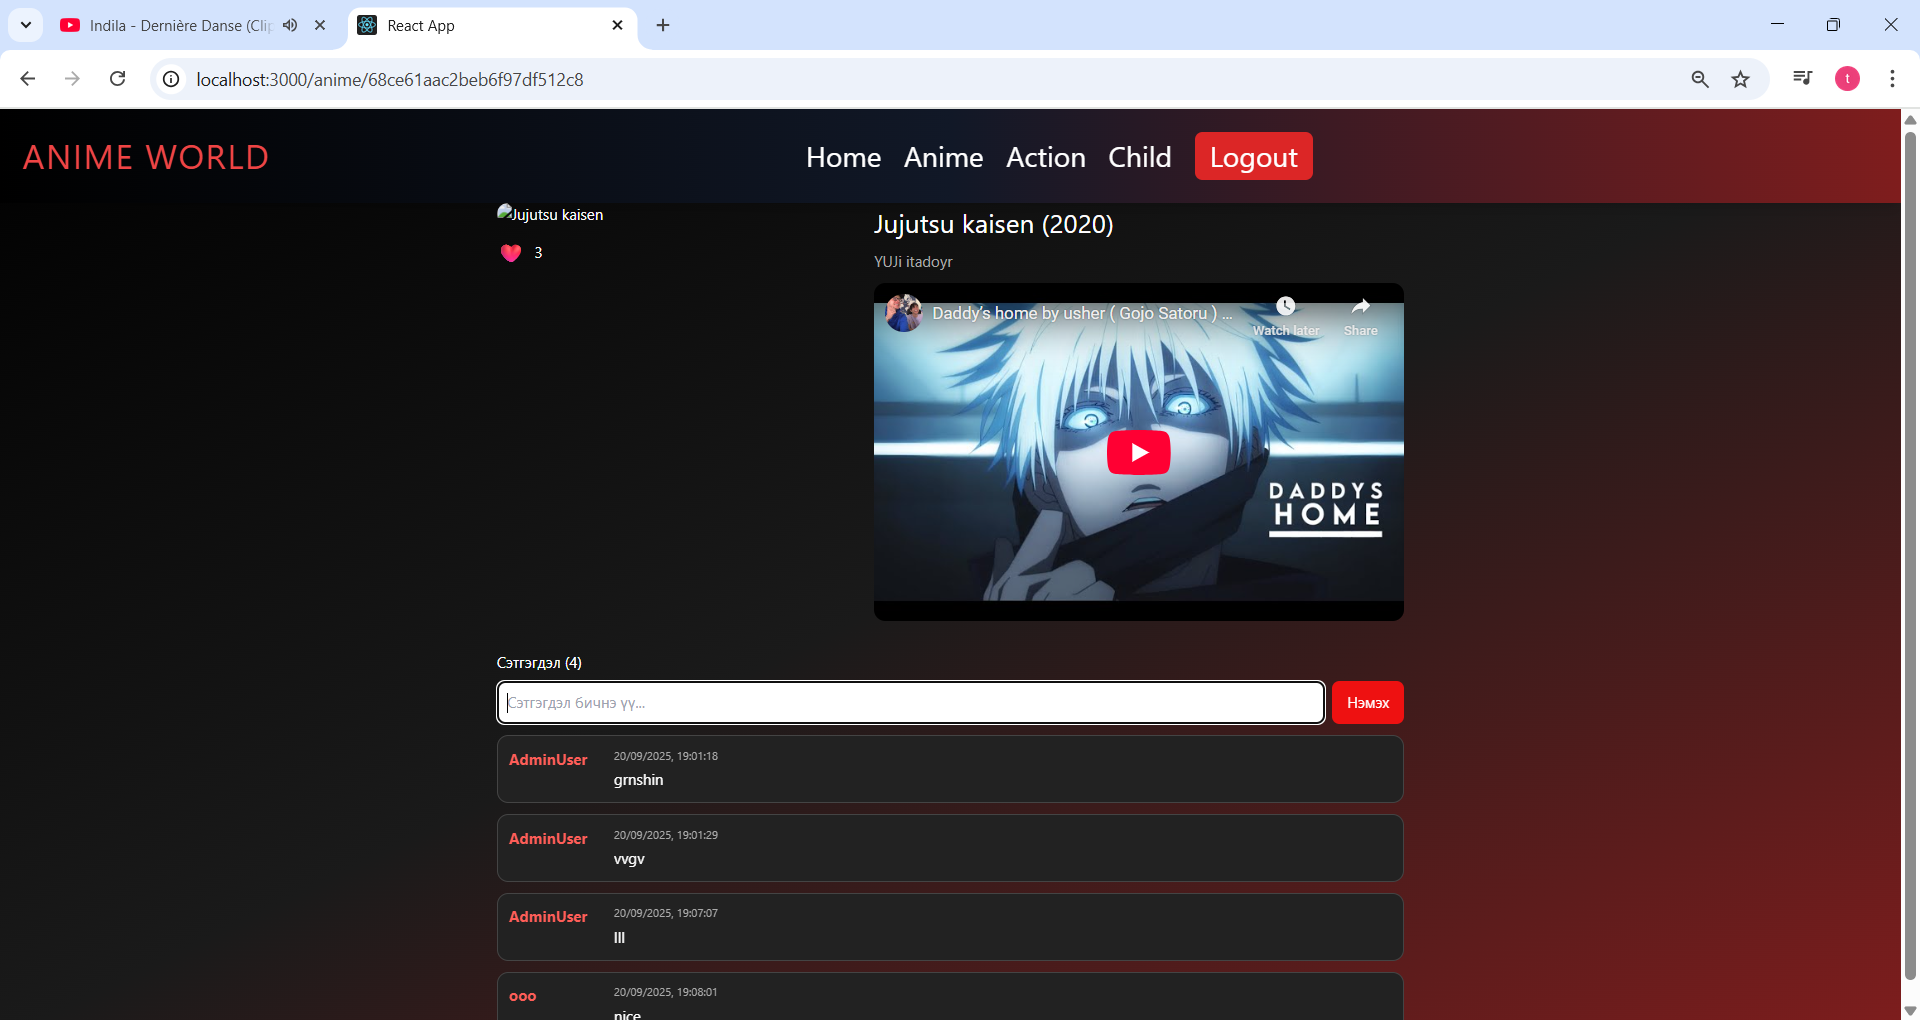 Indila - Dernière Danse (Clip
React App
localhost:3000/anime/68ce61aac2beb6f97df512c8
t
ANIME WORLD
Home
Anime
Action
Child
Logout
Jujutsu kaisen
3
Jujutsu kaisen (2020)
YUJi itadoyr
Daddy's home by usher ( Gojo Satoru ) ...
Watch later
Share
DADDYS
HOME
Сэтгэгдэл (4)
Сэтгэгдэл бичнэ үү...
Нэмэх
AdminUser
20/09/2025, 19:01:18
grnshin
AdminUser
20/09/2025, 19:01:29
vvgv
AdminUser
20/09/2025, 19:07:07
lll
ooo
20/09/2025, 19:08:01
nice